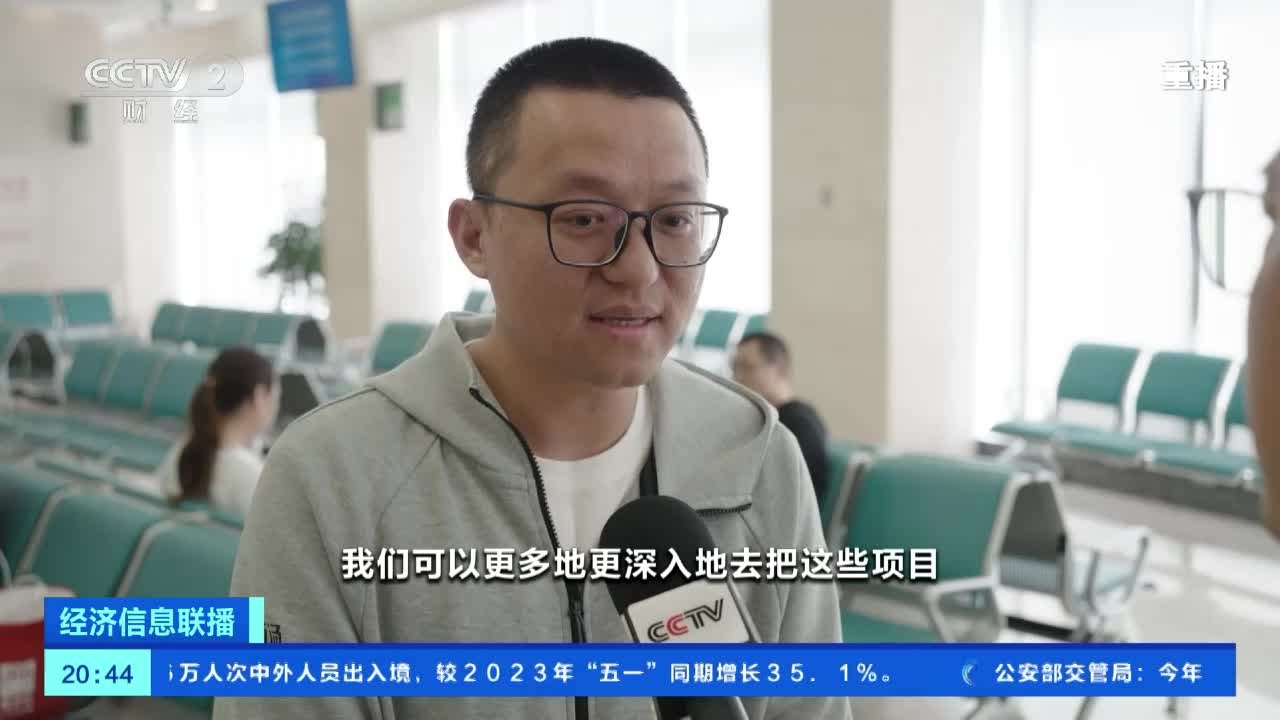 CCTV 2
财经
重播
我们可以更多地更深入地去把这些项目
CCTV
经济信息联播
20:44
万人次中外人员出入境，较2023年“五一”同期增长35.1%。 公安部交管局：今年